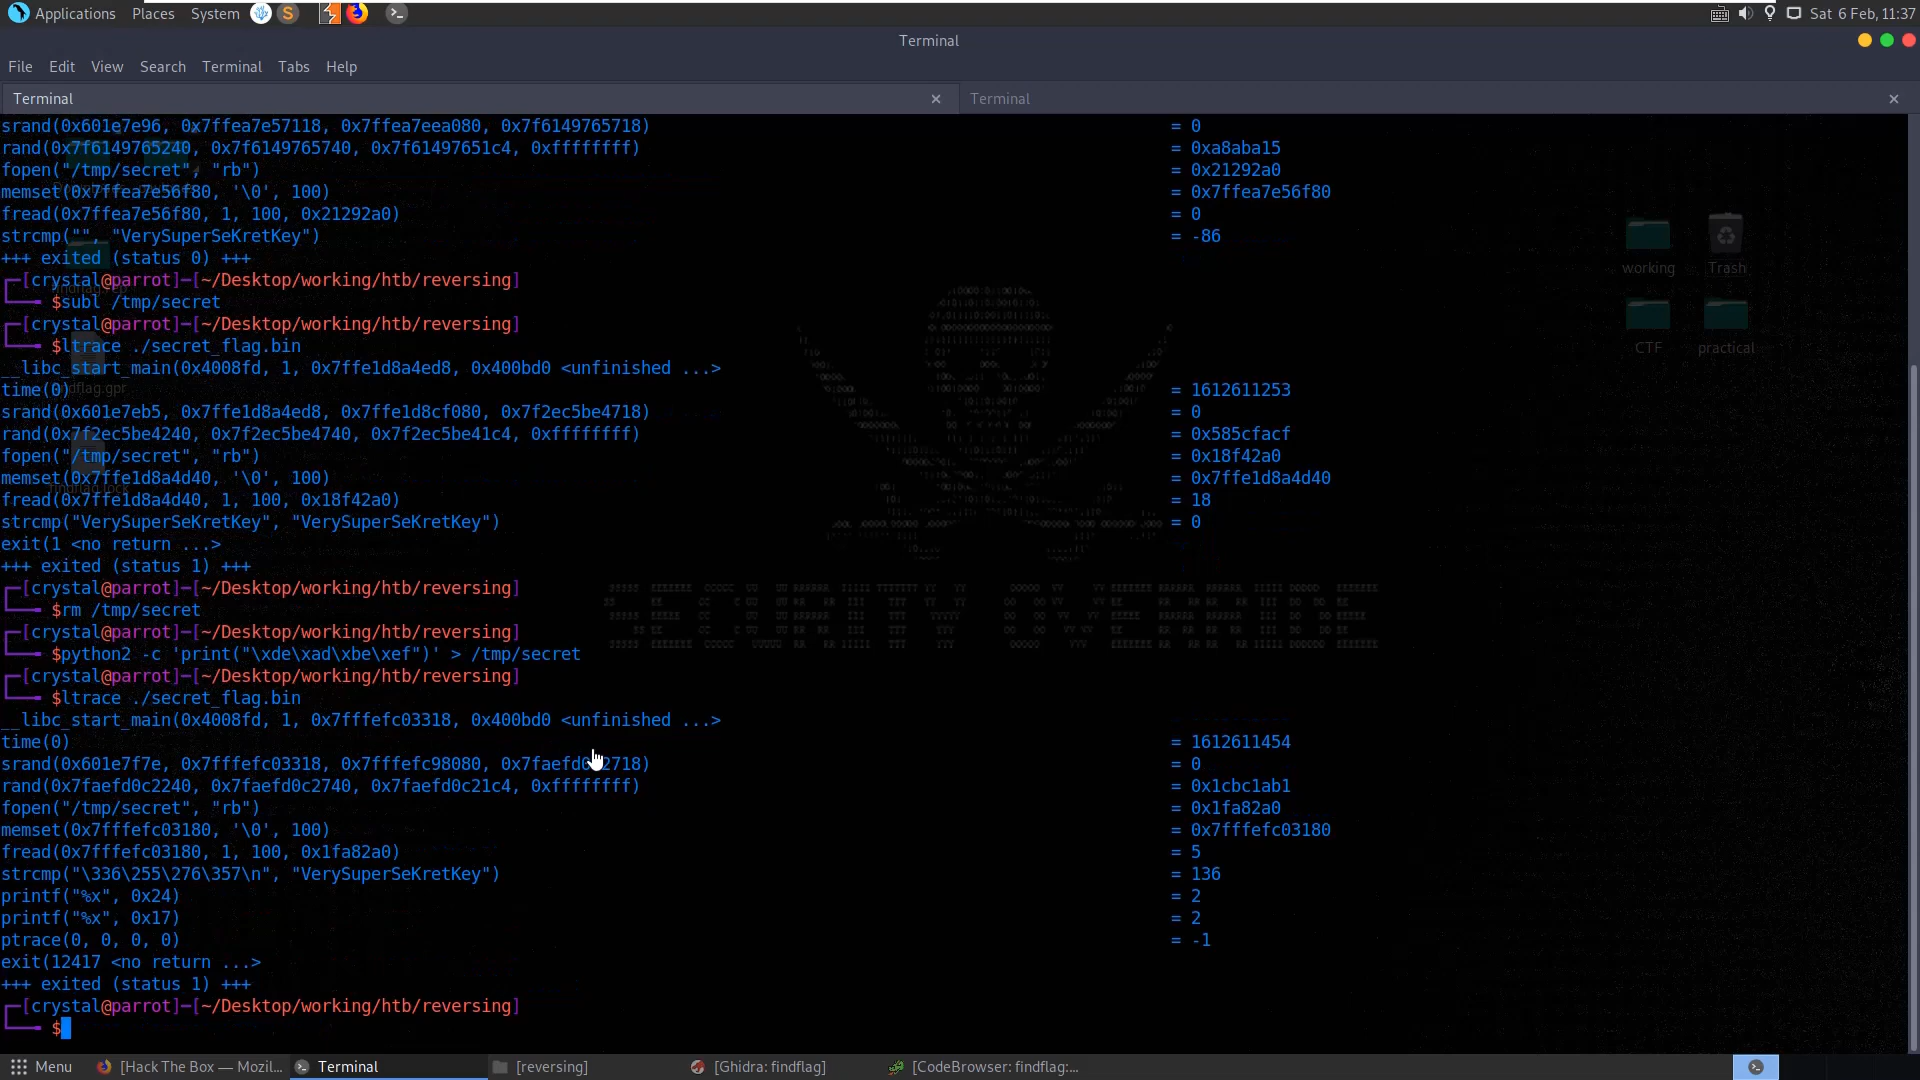 Applications Places System Sat 6 Feb, 11:37
Terminal
File Edit View Search Terminal Tabs Help
Terminal × Terminal ×
srand(0x601e7e96, 0x7ffea7e57118, 0x7ffea7eea080, 0x7f6149765718) = 0
rand(0x7f6149765240, 0x7f6149765740, 0x7f61497651c4, 0xffffffff) = 0xa8aba15
fopen("/tmp/secret", "rb") = 0x21292a0
memset(0x7ffea7e56f80, '\0', 100) = 0x7ffea7e56f80
fread(0x7ffea7e56f80, 1, 100, 0x21292a0) = 0
strcmp("", "VerySuperSeKretKey") = -86
+++ exited (status 0) +++
[crystal@parrot]─[~/Desktop/working/htb/reversing]
$subl /tmp/secret
[crystal@parrot]─[~/Desktop/working/htb/reversing]
$ltrace ./secret_flag.bin
__libc_start_main(0x4008fd, 1, 0x7ffe1d8a4ed8, 0x400bd0 <unfinished ...>
time(0) = 1612611253
srand(0x601e7eb5, 0x7ffe1d8a4ed8, 0x7ffe1d8cf080, 0x7f2ec5be4718) = 0
rand(0x7f2ec5be4240, 0x7f2ec5be4740, 0x7f2ec5be41c4, 0xffffffff) = 0x585cfacf
fopen("/tmp/secret", "rb") = 0x18f42a0
memset(0x7ffe1d8a4d40, '\0', 100) = 0x7ffe1d8a4d40
fread(0x7ffe1d8a4d40, 1, 100, 0x18f42a0) = 18
strcmp("VerySuperSeKretKey", "VerySuperSeKretKey") = 0
exit(1 <no return ...>
+++ exited (status 1) +++
[crystal@parrot]─[~/Desktop/working/htb/reversing]
$rm /tmp/secret
[crystal@parrot]─[~/Desktop/working/htb/reversing]
$python2 -c 'print("\xde\xad\xbe\xef")' > /tmp/secret
[crystal@parrot]─[~/Desktop/working/htb/reversing]
$ltrace ./secret_flag.bin
__libc_start_main(0x4008fd, 1, 0x7fffefc03318, 0x400bd0 <unfinished ...>
time(0) = 1612611454
srand(0x601e7f7e, 0x7fffefc03318, 0x7fffefc98080, 2718) = 0
rand(0x7faefd0c2240, 0x7faefd0c2740, 0x7faefd0c21c4, 0xffffffff) = 0x1cbc1ab1
fopen("/tmp/secret", "rb") = 0x1fa82a0
memset(0x7fffefc03180, '\0', 100) = 0x7fffefc03180
fread(0x7fffefc03180, 1, 100, 0x1fa82a0) = 5
strcmp("\336\255\276\357\n", "VerySuperSeKretKey") = 136
printf("%x", 0x24) = 2
printf("%x", 0x17) = 2
ptrace(0, 0, 0, 0) = -1
exit(12417 <no return ...>
+++ exited (status 1) +++
[crystal@parrot]─[~/Desktop/working/htb/reversing]
$
working Trash
CTF practical
findflag.gpr
findflag.lock
SECURITY OVERRIDE
Menu [Hack The Box — Mozil... Terminal [reversing] [Ghidra: findflag] [CodeBrowser: findflag:...